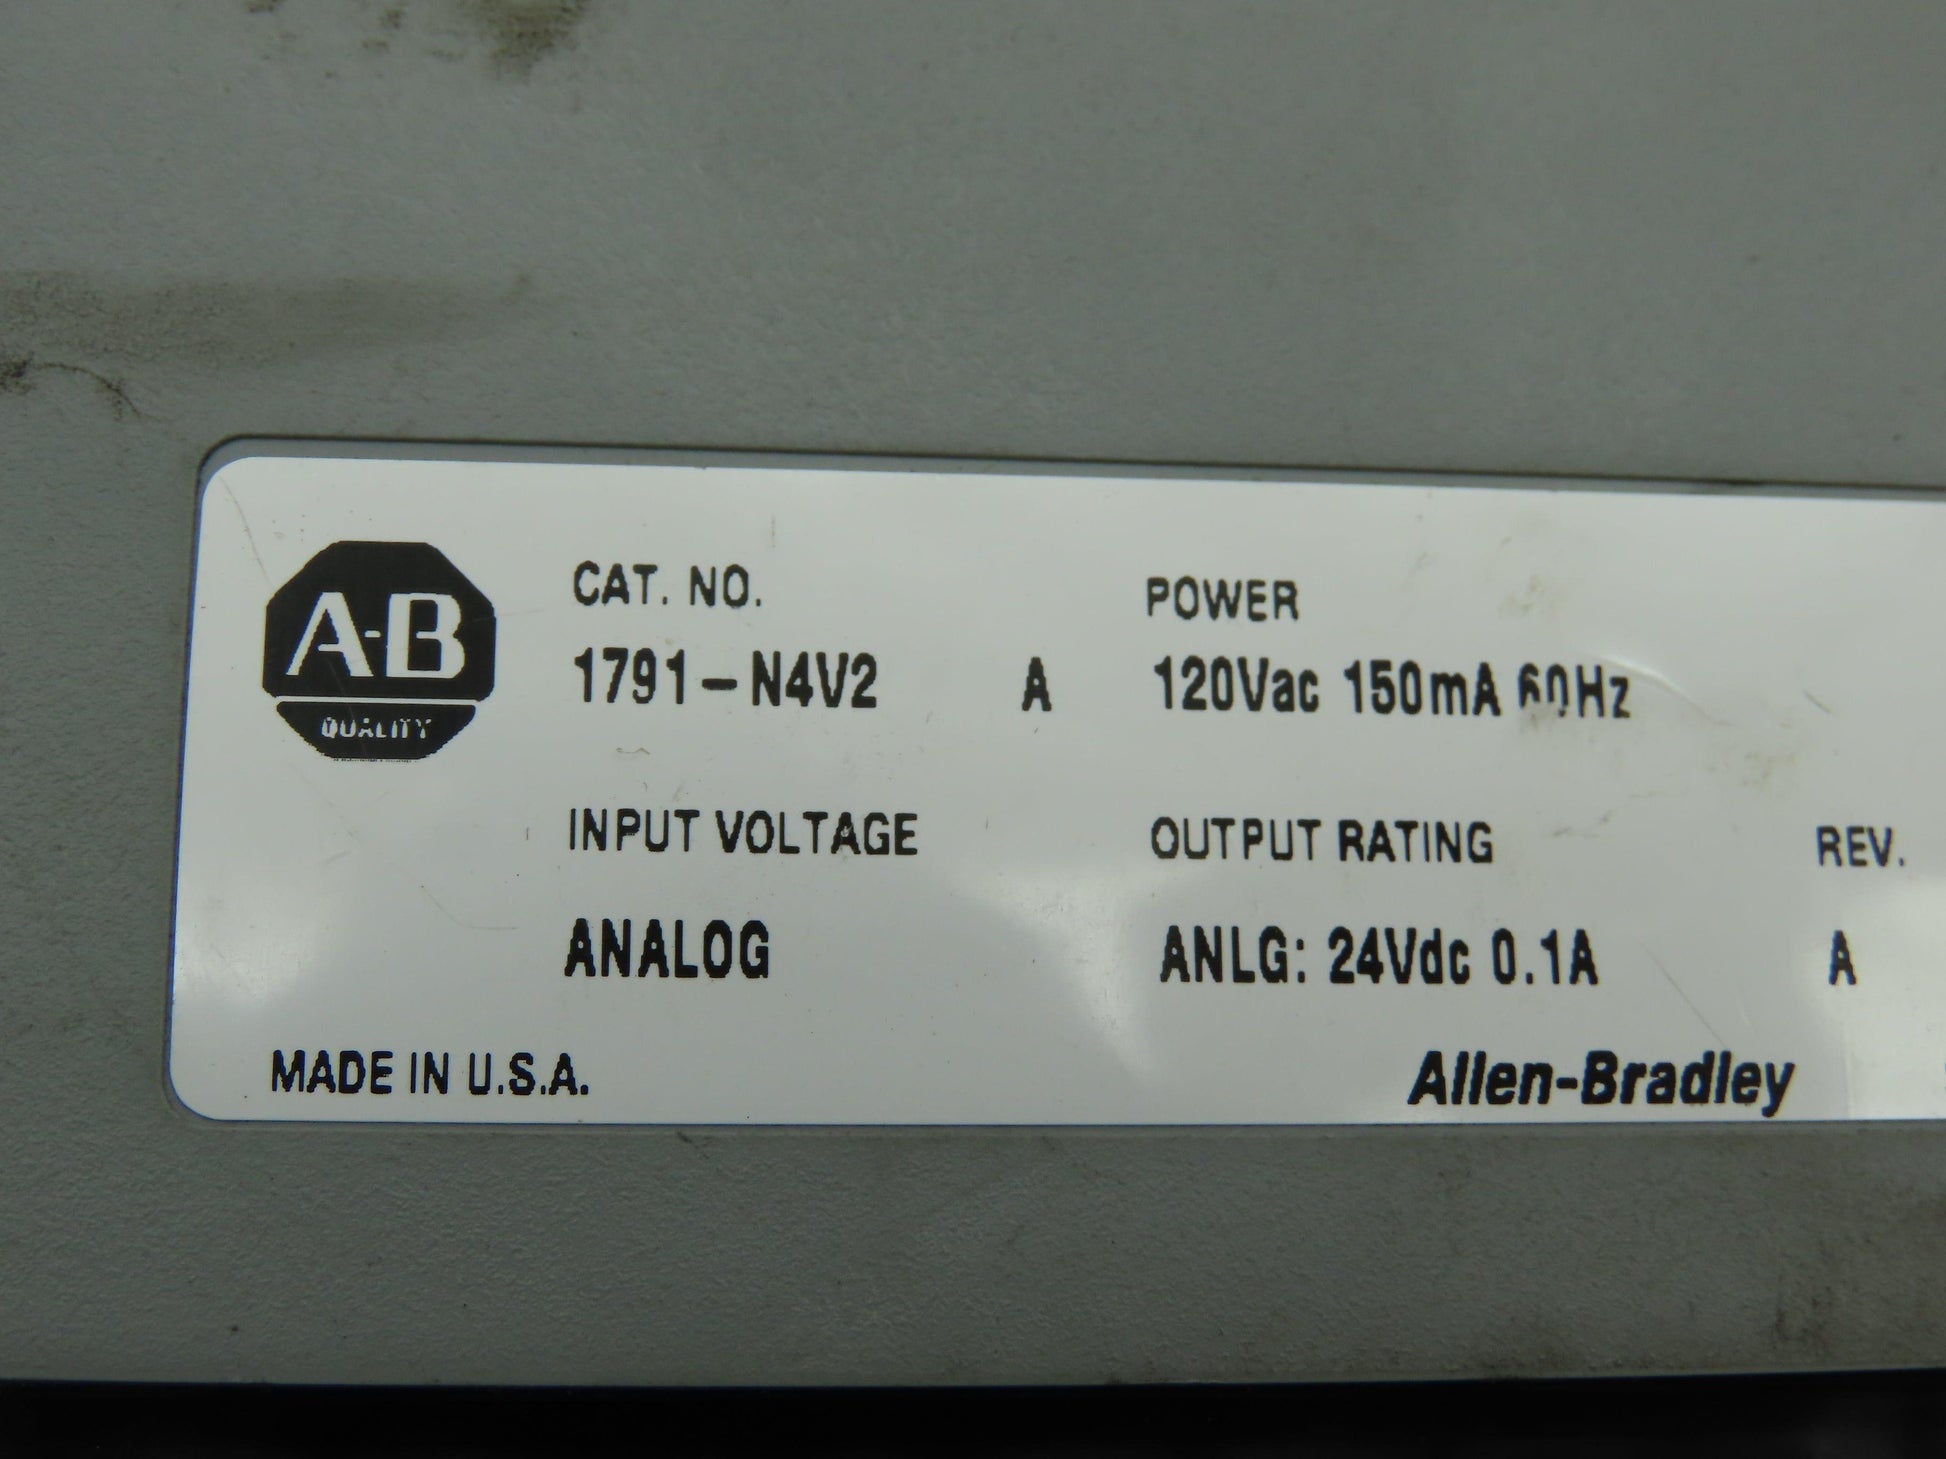 A-B
QUALITY
CAT. NO.
1791-N4V2 A
POWER
120Vac 150mA 60Hz
INPUT VOLTAGE
ANALOG
OUTPUT RATING
ANLG: 24Vdc 0.1A
REV.
A
MADE IN U.S.A.
Allen-Bradley